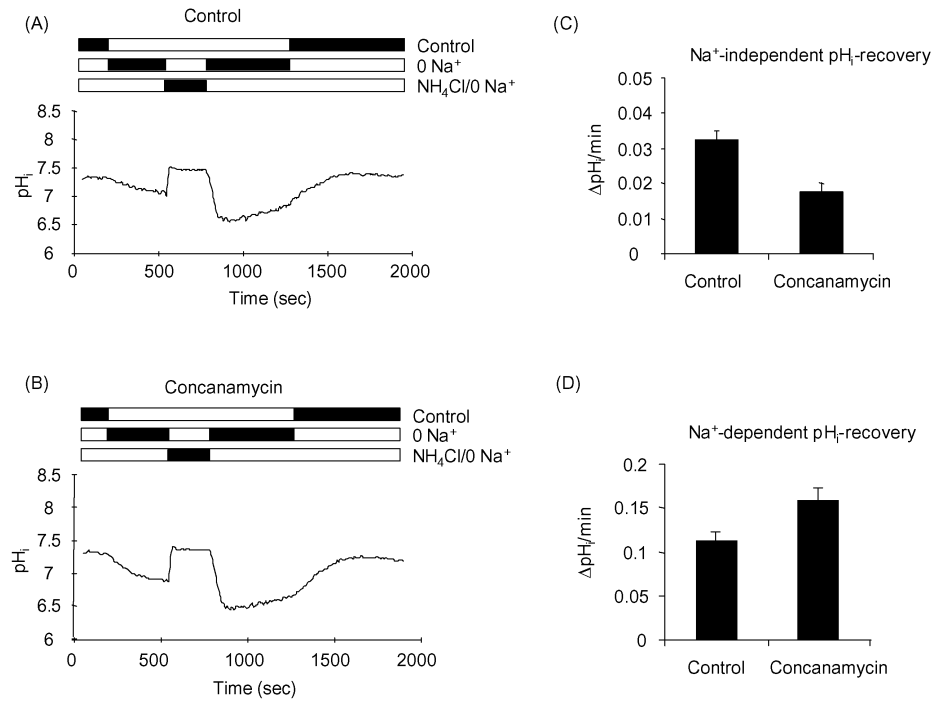 (A)
Control
Control
0 Na⁺
NH₄Cl/0 Na⁺
8.5
8
7.5
7
6.5
6
pHᵢ
0 500 1000 1500 2000
Time (sec)
(C)
Na⁺-independent pHᵢ-recovery
0.05
0.04
0.03
0.02
0.01
0
ΔpHᵢ/min
Control Concanamycin
(B)
Concanamycin
Control
0 Na⁺
NH₄Cl/0 Na⁺
8.5
8
7.5
7
6.5
6
pHᵢ
0 500 1000 1500 2000
Time (sec)
(D)
Na⁺-dependent pHᵢ-recovery
0.2
0.15
0.1
0.05
0
ΔpHᵢ/min
Control Concanamycin